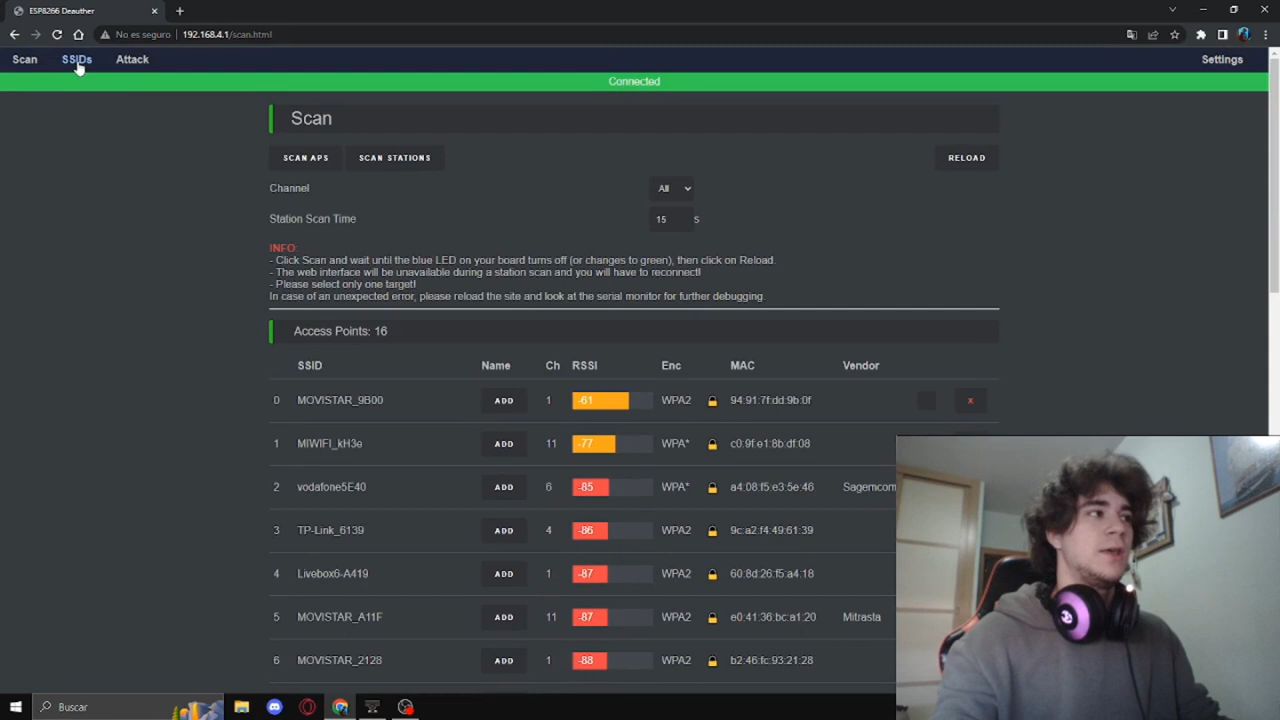 ESP8266 Deauther
No es seguro 192.168.4.1/scan.html
Scan SSIDs Attack Settings
Connected
Scan
SCAN APS SCAN STATIONS RELOAD
Channel All
Station Scan Time 15 s
INFO:
- Click Scan and wait until the blue LED on your board turns off (or changes to green), then click on Reload.
- The web interface will be unavailable during a station scan and you will have to reconnect!
- Please select only one target!
In case of an unexpected error, please reload the site and look at the serial monitor for further debugging.
Access Points: 16
SSID Name Ch RSSI Enc MAC Vendor
0 MOVISTAR_9B00 ADD 1 -61 WPA2 94:91:7f:dd:9b:0f X
1 MIWIFI_kH3e ADD 11 -77 WPA* c0:9f:e1:8b:df:08
2 vodafone5E40 ADD 6 -85 WPA* a4:08:f5:e3:5e:46 Sagemcom
3 TP-Link_6139 ADD 4 -86 WPA2 9c:a2:f4:49:61:39
4 Livebox6-A419 ADD 1 -87 WPA2 60:8d:26:f5:a4:18
5 MOVISTAR_A11F ADD 11 -87 WPA2 e0:41:36:bc:a1:20 Mitrasta
6 MOVISTAR_2128 ADD 1 -88 WPA2 b2:46:fc:93:21:28
Buscar